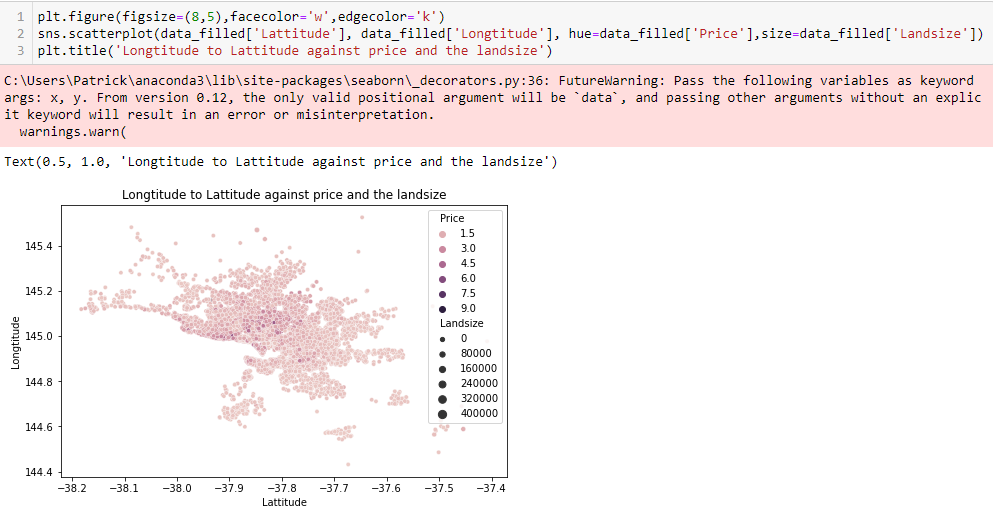 1 plt.figure(figsize=(8,5),facecolor='w',edgecolor='k')
2 sns.scatterplot(data_filled['Lattitude'], data_filled['Longtitude'], hue=data_filled['Price'],size=data_filled['Landsize'])
3 plt.title('Longtitude to Lattitude against price and the landsize')
C:\Users\Patrick\anaconda3\lib\site-packages\seaborn\_decorators.py:36: FutureWarning: Pass the following variables as keyword
args: x, y. From version 0.12, the only valid positional argument will be `data`, and passing other arguments without an explic
it keyword will result in an error or misinterpretation.
  warnings.warn(
Text(0.5, 1.0, 'Longtitude to Lattitude against price and the landsize')
Longtitude to Lattitude against price and the landsize
Price
1.5
3.0
4.5
6.0
7.5
9.0
Landsize
0
80000
160000
240000
320000
400000
145.4
145.2
145.0
144.8
144.6
144.4
Longtitude
−38.2 −38.1 −38.0 −37.9 −37.8 −37.7 −37.6 −37.5 −37.4
Lattitude